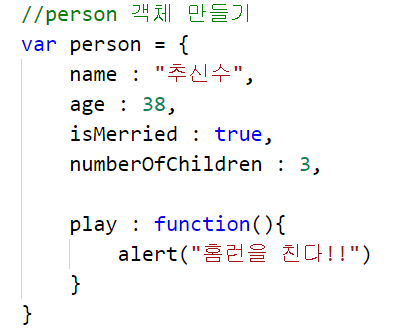 //person 객체 만들기
var person = {
name : "추신수",
age : 38,
isMerried : true,
numberOfChildren : 3,
play : function(){
alert("홈런을 친다!!")
}
}